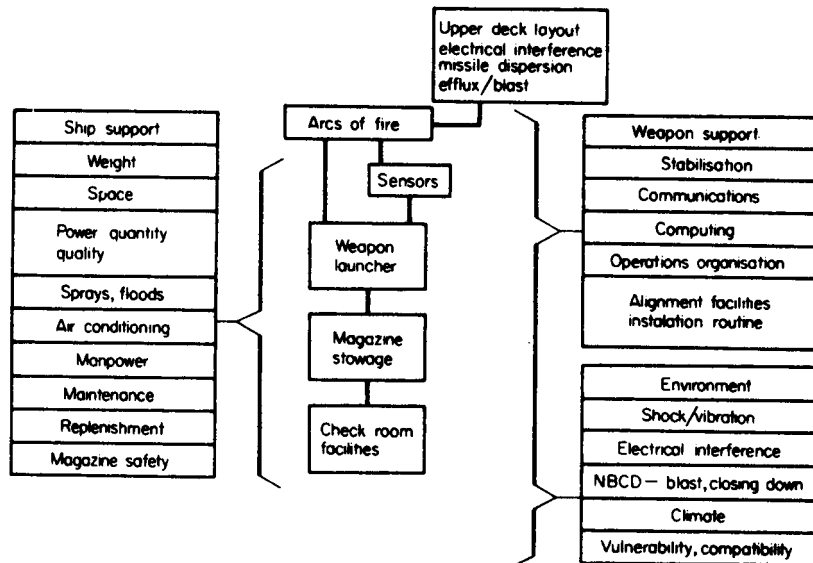 Upper deck layout
electrical interference
missile dispersion
efflux/blast
Arcs of fire
Sensors
Weapon
launcher
Magazine
stowage
Check room
facilities
Ship support
Weight
Space
Power quantity
quality
Sprays, floods
Air conditioning
Manpower
Maintenance
Replenishment
Magazine safety
Weapon support
Stabilisation
Communications
Computing
Operations organisation
Alignment facilities
instalation routine
Environment
Shock/vibration
Electrical interference
NBCD — blast, closing down
Climate
Vulnerability, compatibility